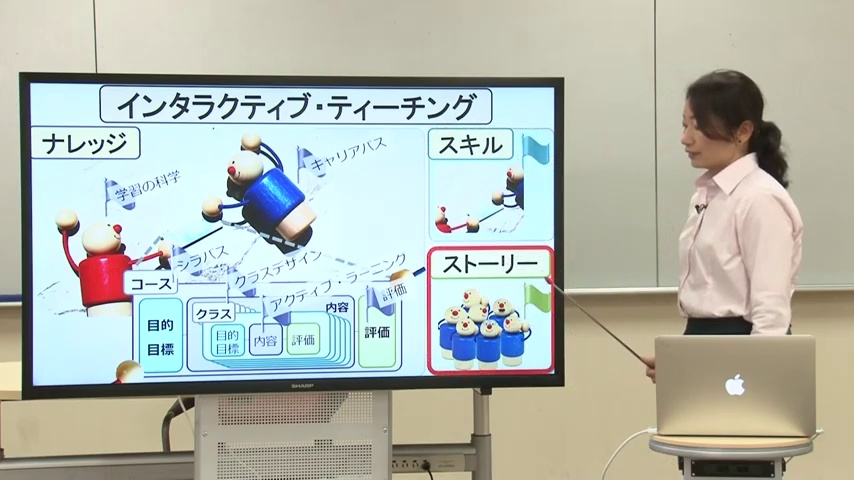 インタラクティブ・ティーチング
ナレッジ
スキル
学習の科学
キャリアパス
シラバス
クラスデザイン
アクティブ・ラーニング
評価
ストーリー
コース
目的
目標
クラス
内容
目的
目標
内容
評価
評価
SHARP